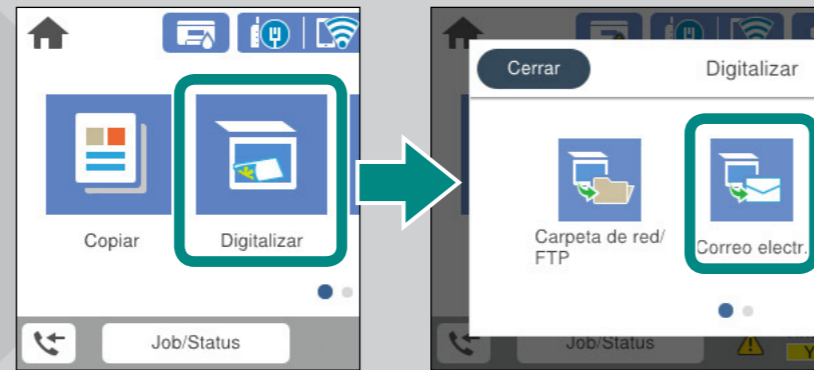 Copiar
Digitalizar
Job/Status
Cerrar
Digitalizar
Carpeta de red/
FTP
Correo electr.
Job/Status
Y